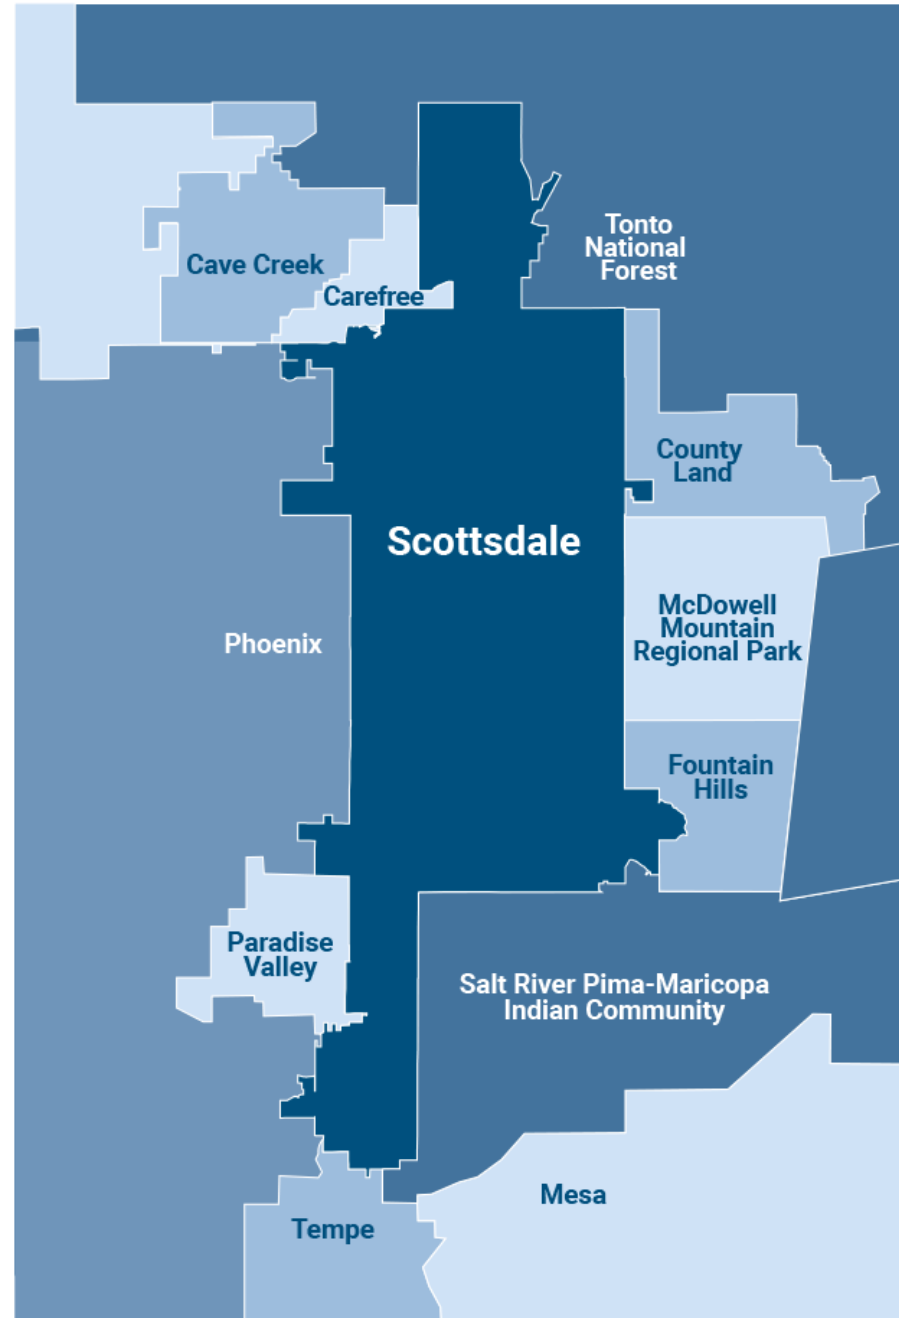 Tonto
National
Forest
Cave Creek
Carefree
County
Land
Scottsdale
McDowell
Mountain
Regional Park
Phoenix
Fountain
Hills
Paradise
Valley
Salt River Pima-Maricopa
Indian Community
Mesa
Tempe